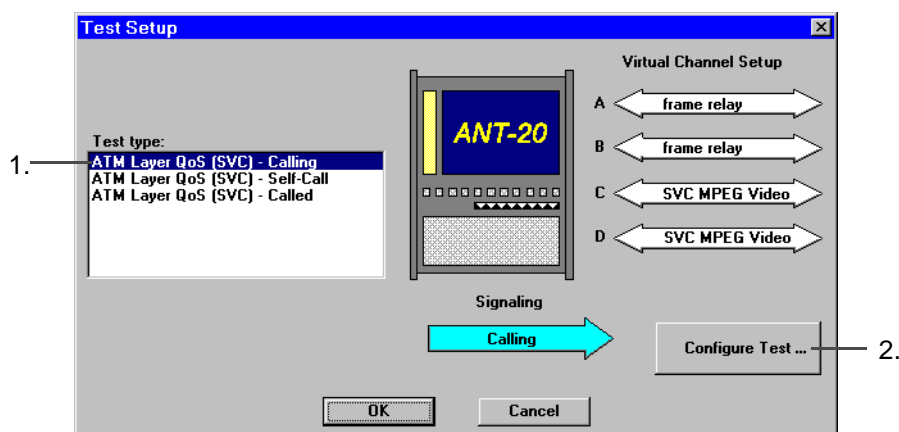 Test Setup
Virtual Channel Setup
A frame relay
ANT-20
B frame relay
Test type:
1.
ATM Layer QoS (SVC) - Calling
ATM Layer QoS (SVC) - Self-Call
ATM Layer QoS (SVC) - Called
C SVC MPEG Video
D SVC MPEG Video
Signaling
Calling
Configure Test ...
2.
OK
Cancel